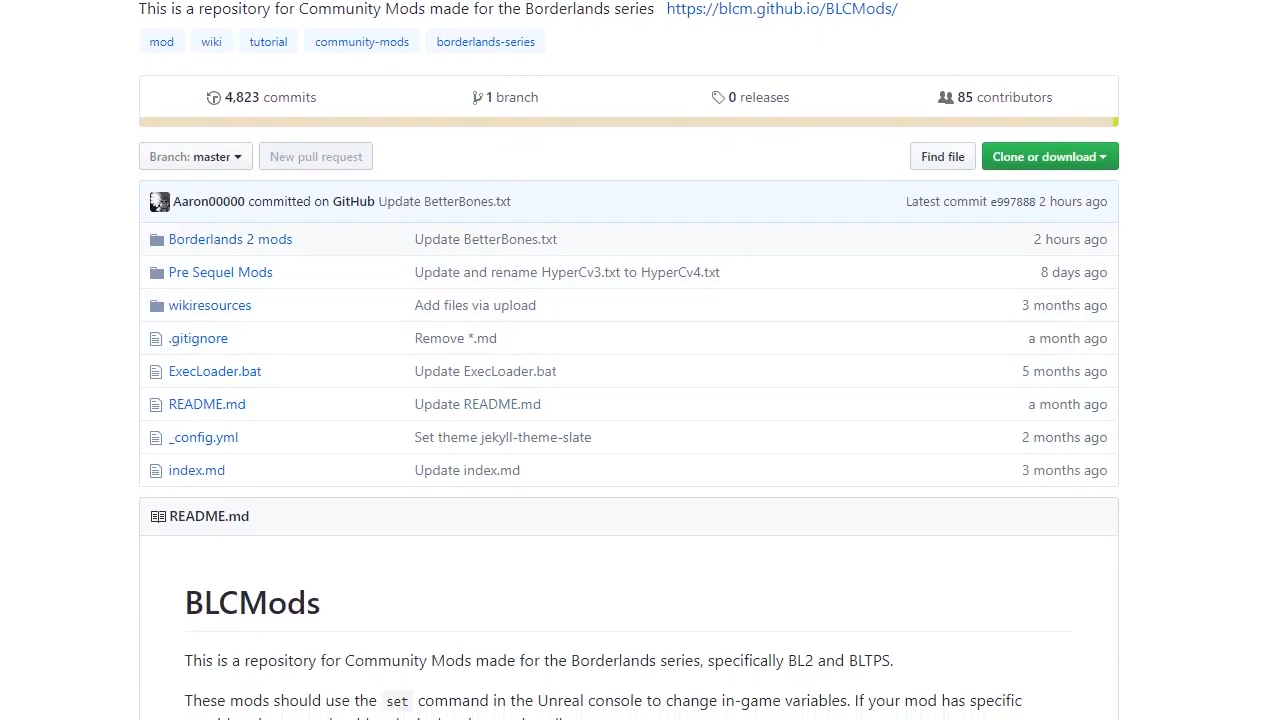 This is a repository for Community Mods made for the Borderlands series https://blcm.github.io/BLCMods/
mod wiki tutorial community-mods borderlands-series
4,823 commits 1 branch 0 releases 85 contributors
Branch: master New pull request Find file Clone or download
Aaron00000 committed on GitHub Update BetterBones.txt Latest commit e997888 2 hours ago
Borderlands 2 mods Update BetterBones.txt 2 hours ago
Pre Sequel Mods Update and rename HyperCv3.txt to HyperCv4.txt 8 days ago
wikiresources Add files via upload 3 months ago
.gitignore Remove *.md a month ago
ExecLoader.bat Update ExecLoader.bat 5 months ago
README.md Update README.md a month ago
_config.yml Set theme jekyll-theme-slate 2 months ago
index.md Update index.md 3 months ago
README.md
BLCMods
This is a repository for Community Mods made for the Borderlands series, specifically BL2 and BLTPS.
These mods should use the set command in the Unreal console to change in-game variables. If your mod has specific